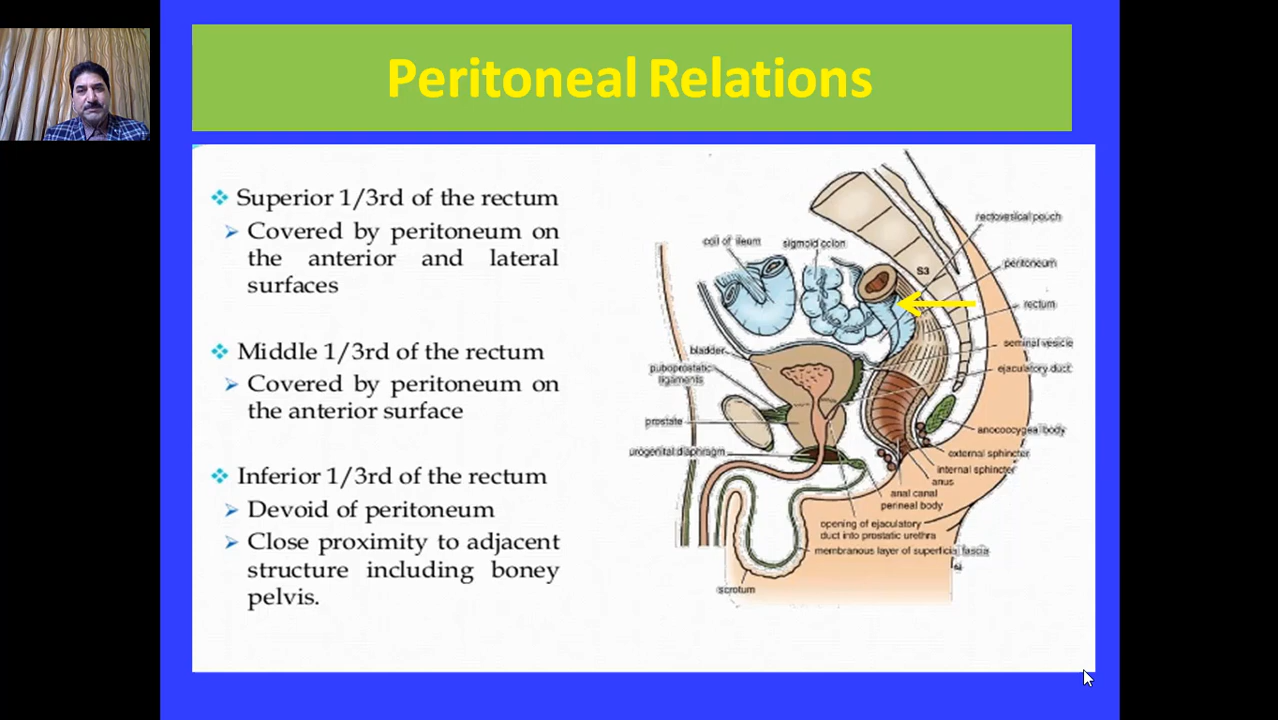 Peritoneal Relations
Superior 1/3rd of the rectum
Covered by peritoneum on
the anterior and lateral
surfaces
Middle 1/3rd of the rectum
Covered by peritoneum on
the anterior surface
Inferior 1/3rd of the rectum
Devoid of peritoneum
Close proximity to adjacent
structure including boney
pelvis.
rectovesical pouch
coil of ileum
sigmoid colon
peritoneum
S3
rectum
seminal vesicle
bladder
ejaculatory duct
puboprostatic
ligaments
prostate
anococcygeal body
urogenital diaphragm
external sphincter
internal sphincter
anus
anal canal
perineal body
opening of ejaculatory
duct into prostatic urethra
membranous layer of superficial fascia
scrotum